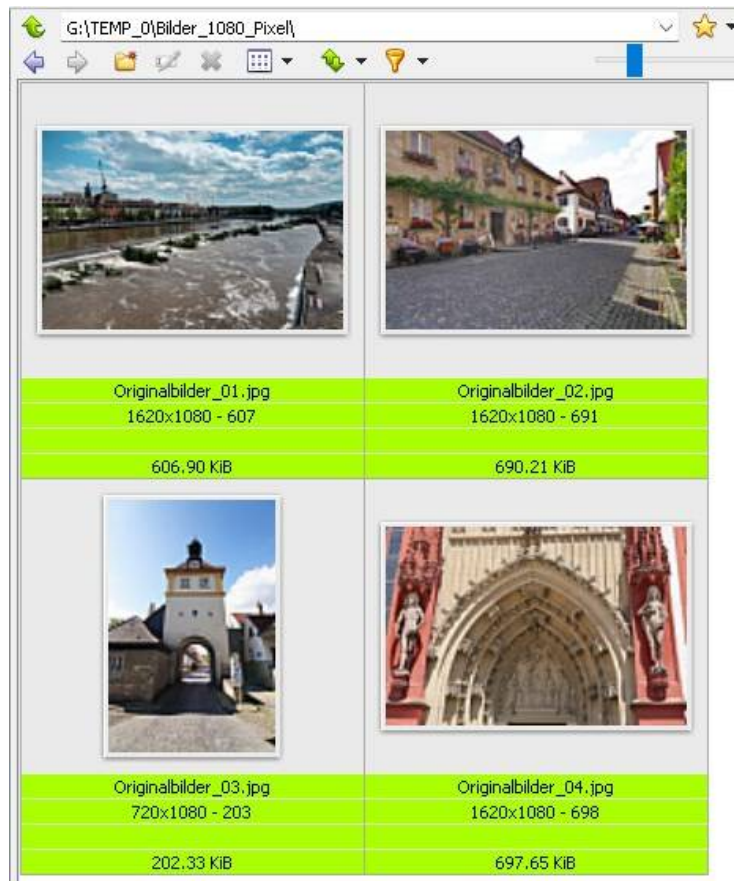 G:\TEMP_0\Bilder_1080_Pixel\
Originalbilder_01.jpg
1620x1080 - 607
606.90 KiB
Originalbilder_02.jpg
1620x1080 - 691
690.21 KiB
Originalbilder_03.jpg
720x1080 - 203
202.33 KiB
Originalbilder_04.jpg
1620x1080 - 698
697.65 KiB